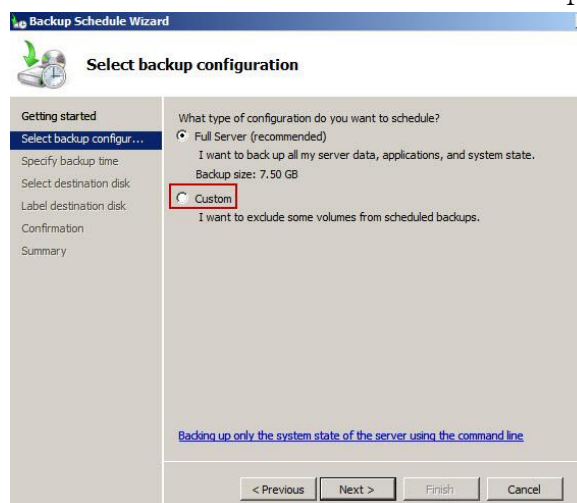 Backup Schedule Wizard
Select backup configuration
Getting started
Select backup configur...
Specify backup time
Select destination disk
Label destination disk
Confirmation
Summary
What type of configuration do you want to schedule?
Full Server (recommended)
I want to back up all my server data, applications, and system state.
Backup size: 7.50 GB
Custom
I want to exclude some volumes from scheduled backups.
Backing up only the system state of the server using the command line
< Previous Next > Finish Cancel